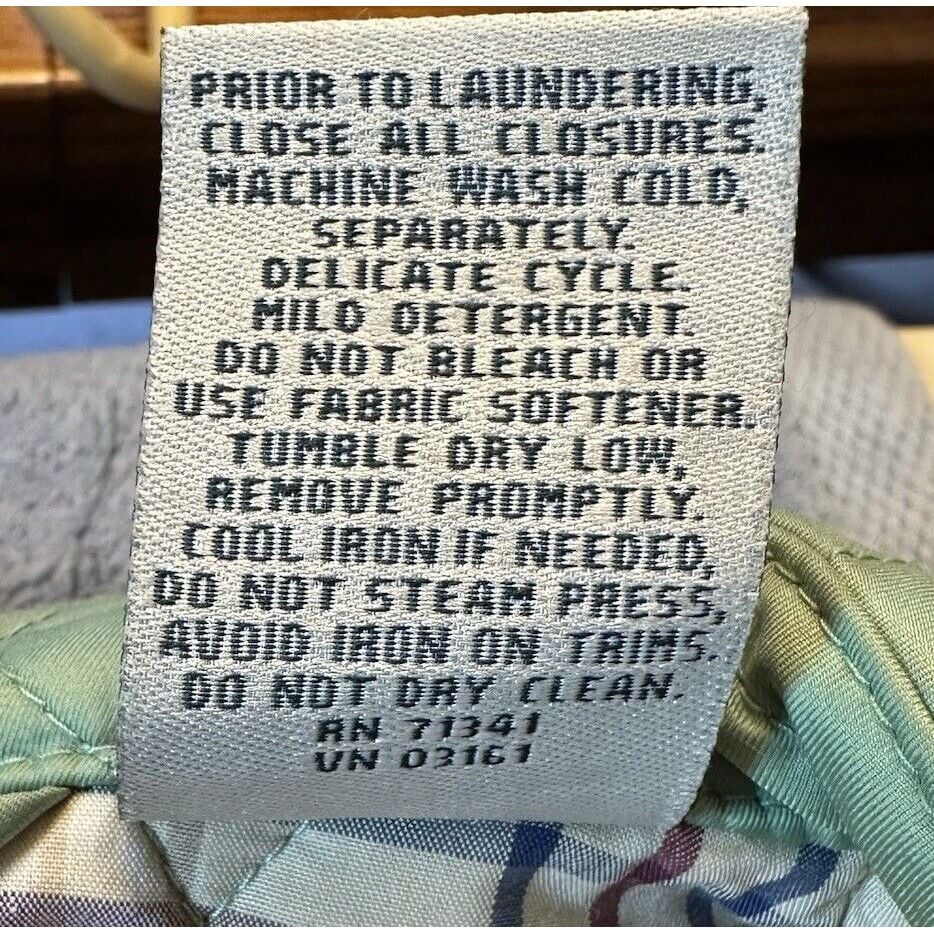 PRIOR TO LAUNDERING,
CLOSE ALL CLOSURES.
MACHINE WASH COLD,
SEPARATELY.
DELICATE CYCLE.
MILD DETERGENT.
DO NOT BLEACH OR
USE FABRIC SOFTENER.
TUMBLE DRY LOW,
REMOVE PROMPTLY.
COOL IRON IF NEEDED,
DO NOT STEAM PRESS,
AVOID IRON ON TRIMS.
DO NOT DRY CLEAN.
RN 71341
VN 03161